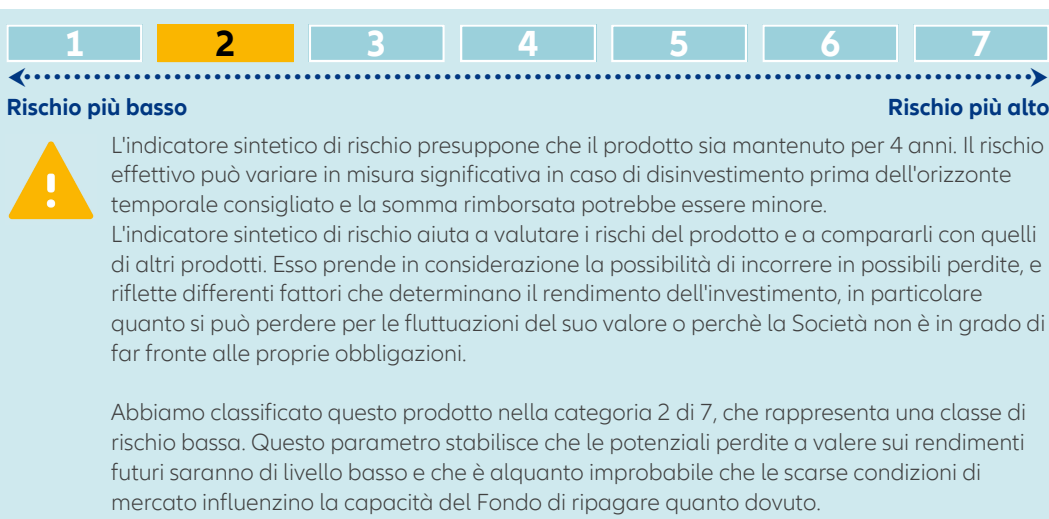 1 2 3 4 5 6 7
Rischio più basso Rischio più alto
L'indicatore sintetico di rischio presuppone che il prodotto sia mantenuto per 4 anni. Il rischio
effettivo può variare in misura significativa in caso di disinvestimento prima dell'orizzonte
temporale consigliato e la somma rimborsata potrebbe essere minore.
L'indicatore sintetico di rischio aiuta a valutare i rischi del prodotto e a compararli con quelli
di altri prodotti. Esso prende in considerazione la possibilità di incorrere in possibili perdite, e
riflette differenti fattori che determinano il rendimento dell'investimento, in particolare
quanto si può perdere per le fluttuazioni del suo valore o perchè la Società non è in grado di
far fronte alle proprie obbligazioni.
Abbiamo classificato questo prodotto nella categoria 2 di 7, che rappresenta una classe di
rischio bassa. Questo parametro stabilisce che le potenziali perdite a valere sui rendimenti
futuri saranno di livello basso e che è alquanto improbabile che le scarse condizioni di
mercato influenzino la capacità del Fondo di ripagare quanto dovuto.